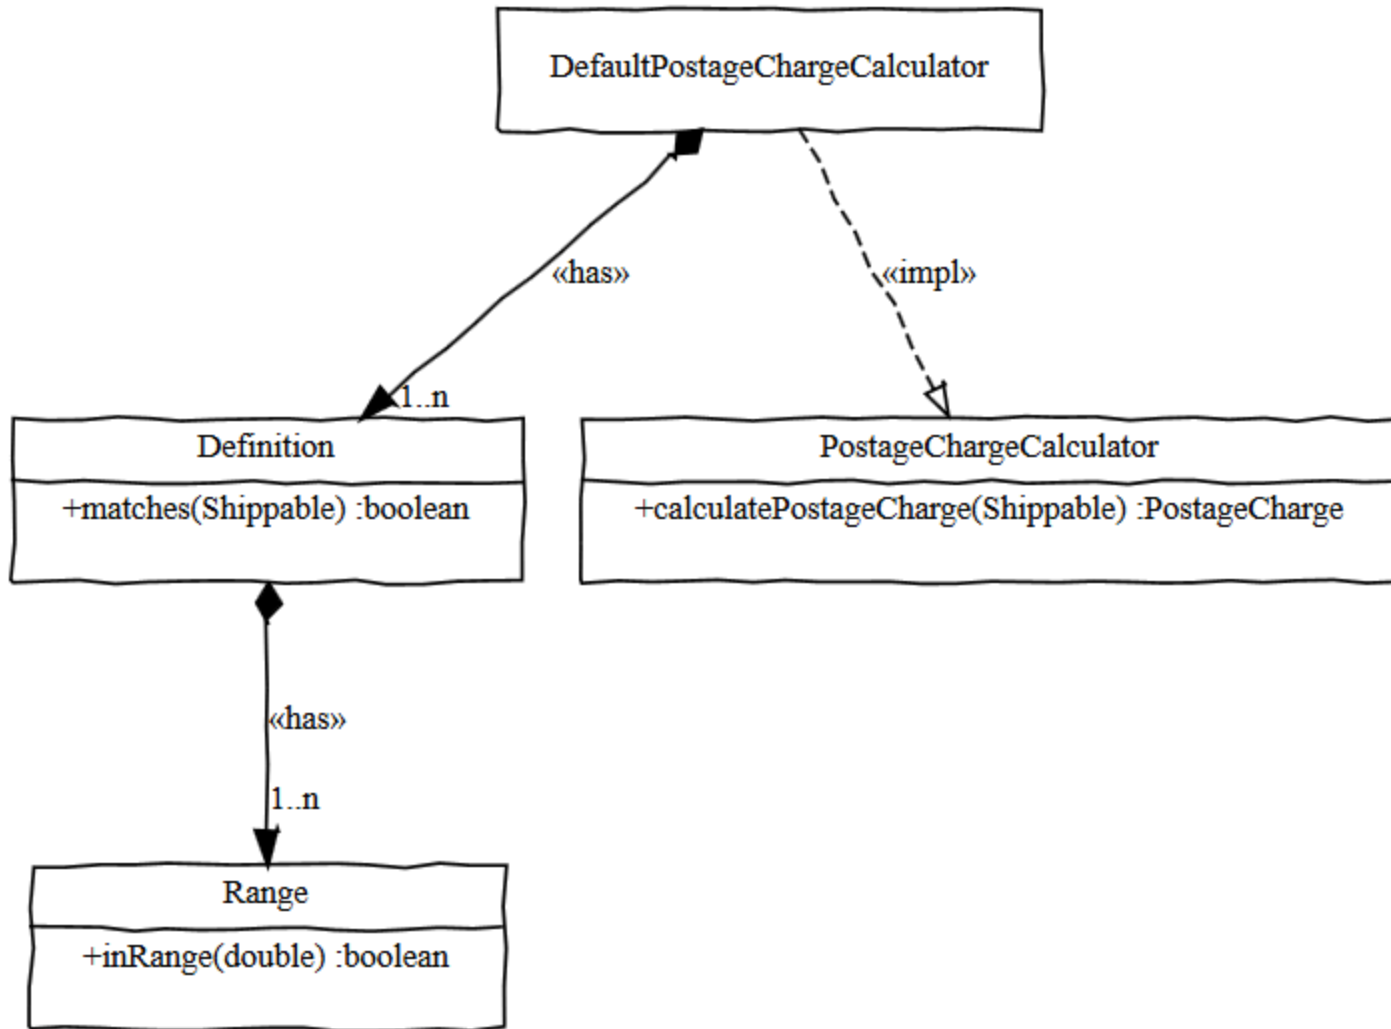 DefaultPostageChargeCalculator
«has»
«impl»
1..n
Definition
+matches(Shippable) :boolean
PostageChargeCalculator
+calculatePostageCharge(Shippable) :PostageCharge
«has»
1..n
Range
+inRange(double) :boolean